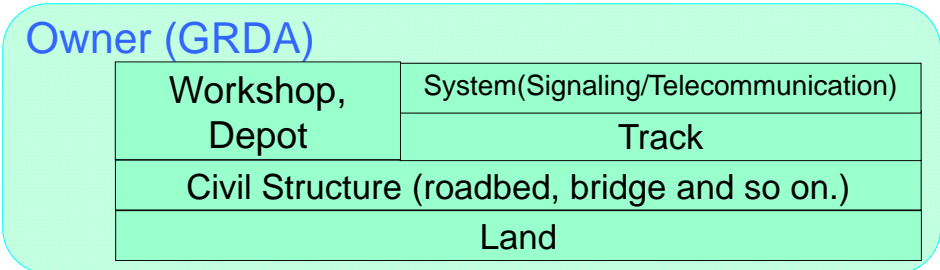 Owner (GRDA)
Workshop,
Depot
System(Signaling/Telecommunication)
Track
Civil Structure (roadbed, bridge and so on.)
Land